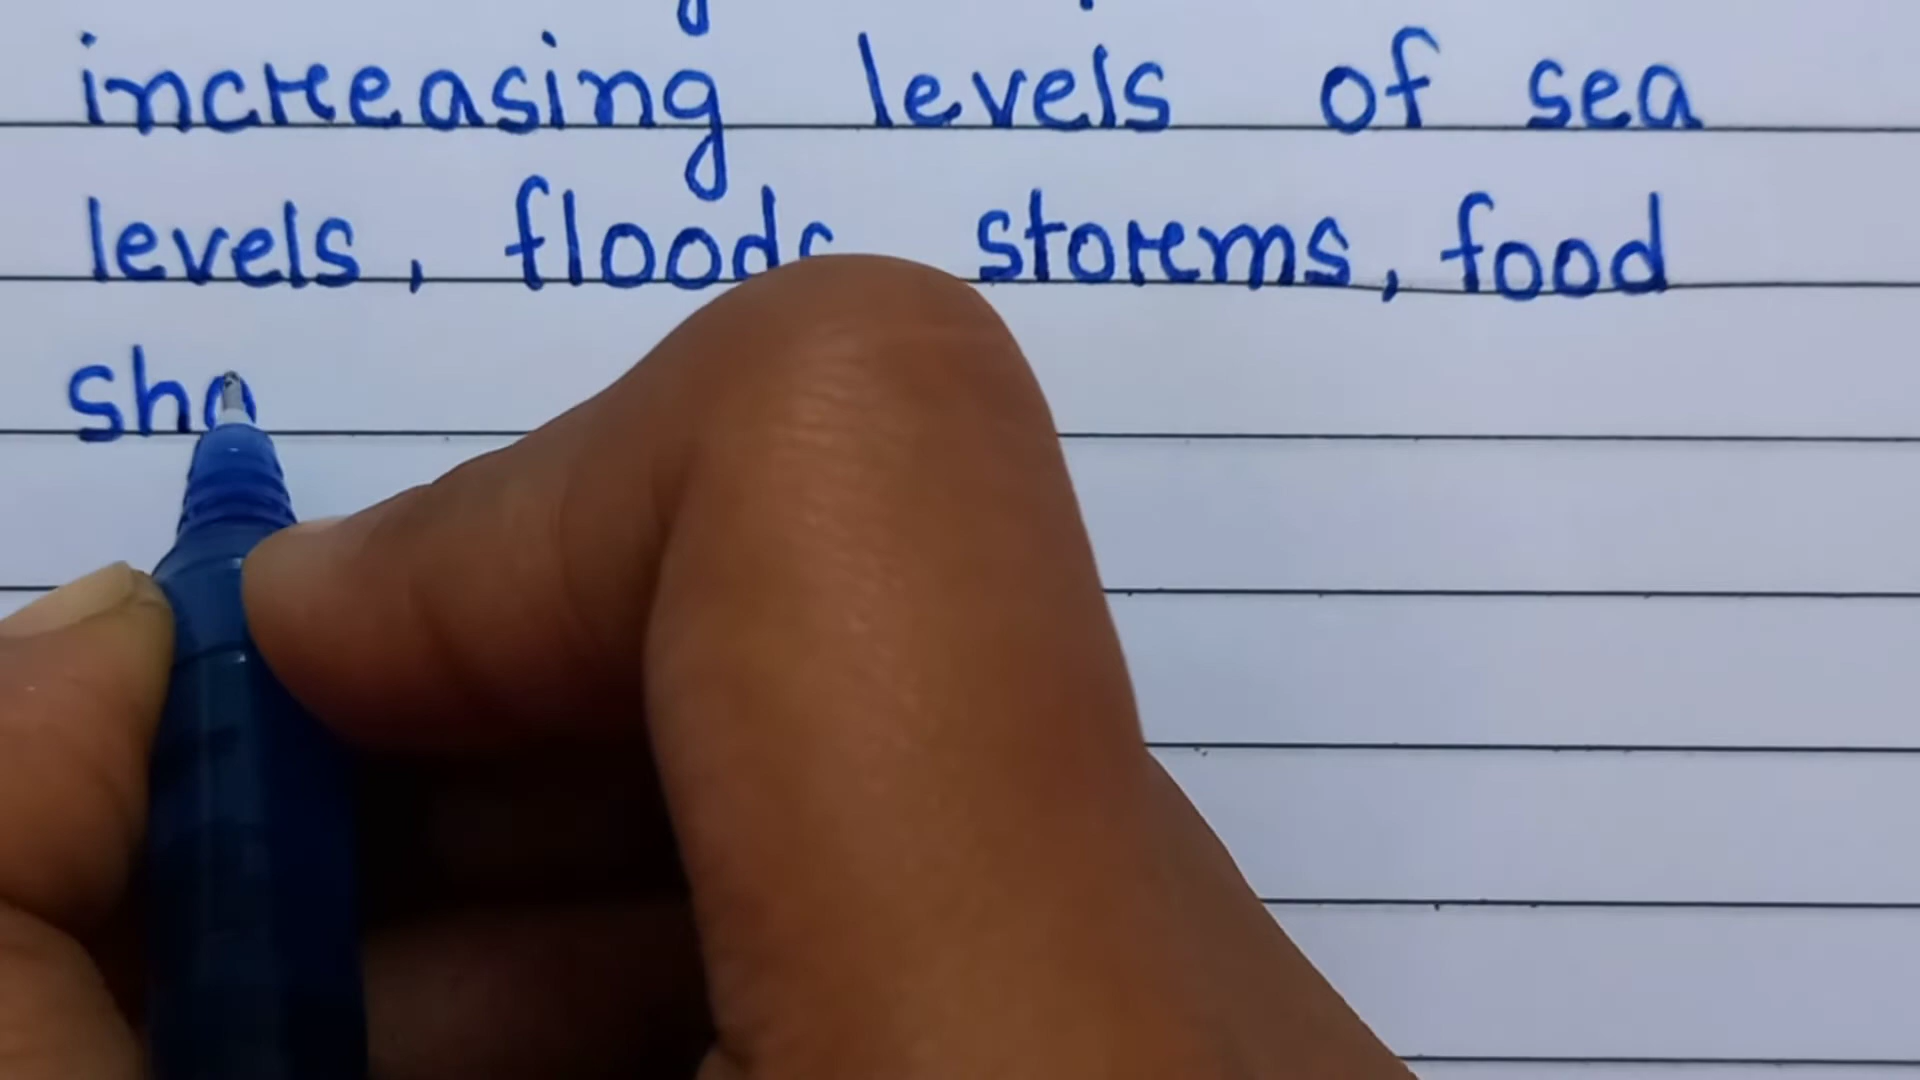 increasing levels of sea
levels, floods storms, food
sho